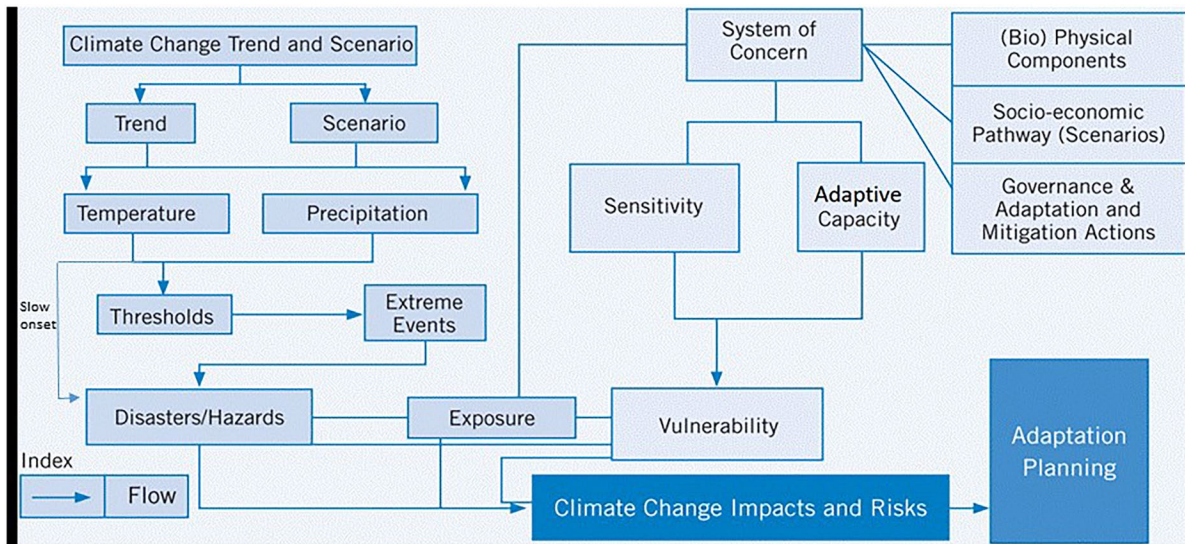 Climate Change Trend and Scenario
Trend
Scenario
Temperature
Precipitation
Slow
onset
Thresholds
Extreme
Events
Disasters/Hazards
Exposure
Index
Flow
System of
Concern
(Bio) Physical
Components
Socio-economic
Pathway (Scenarios)
Governance &
Adaptation and
Mitigation Actions
Sensitivity
Adaptive
Capacity
Vulnerability
Climate Change Impacts and Risks
Adaptation
Planning